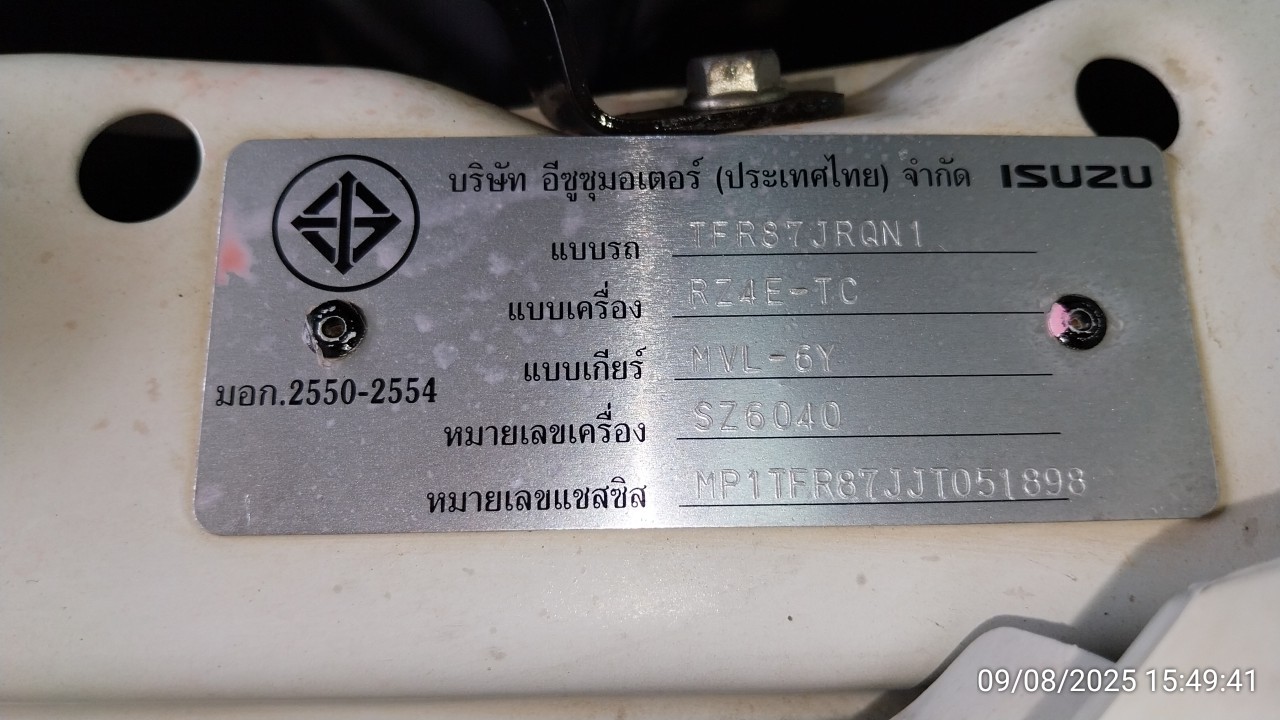 บริษัท อีซูซุมอเตอร์ (ประเทศไทย) จำกัด ISUZU
แบบรถ TFR87JRQN1
แบบเครื่อง RZ4E-TC
แบบเกียร์ MVL-6Y
มอก.2550-2554
หมายเลขเครื่อง SZ6040
หมายเลขแชสซิส MP1TFR87JJT051898
09/08/2025 15:49:41